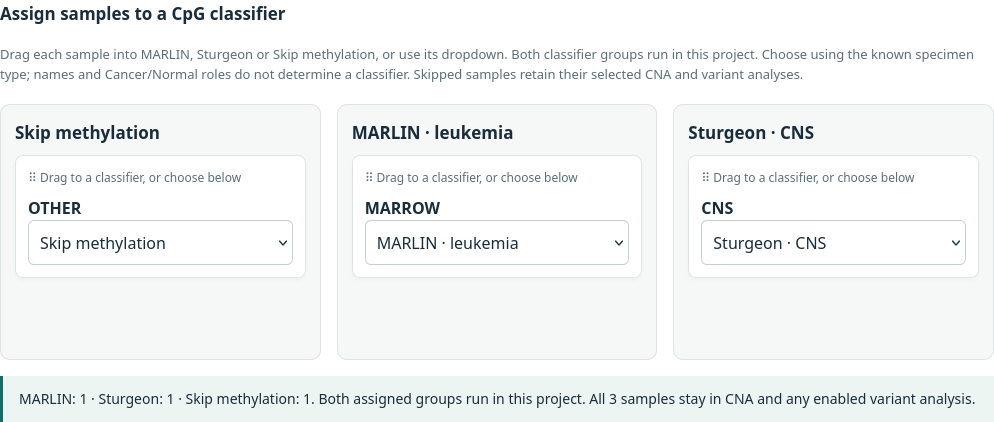 Assign samples to a CpG classifier
Drag each sample into MARLIN, Sturgeon or Skip methylation, or use its dropdown. Both classifier groups run in this project. Choose using the known specimen
type; names and Cancer/Normal roles do not determine a classifier. Skipped samples retain their selected CNA and variant analyses.
Skip methylation
⠿ Drag to a classifier, or choose below
OTHER
Skip methylation
MARLIN · leukemia
⠿ Drag to a classifier, or choose below
MARROW
MARLIN · leukemia
Sturgeon · CNS
⠿ Drag to a classifier, or choose below
CNS
Sturgeon · CNS
MARLIN: 1 · Sturgeon: 1 · Skip methylation: 1. Both assigned groups run in this project. All 3 samples stay in CNA and any enabled variant analysis.